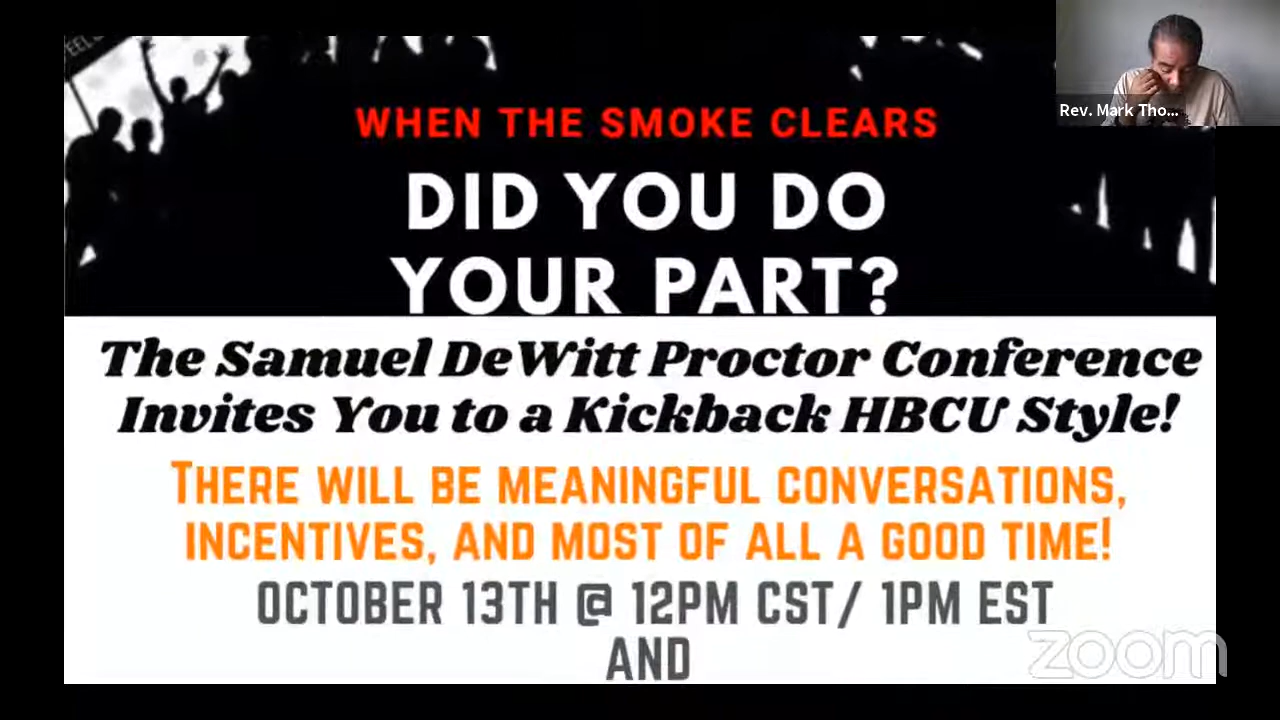 WHEN THE SMOKE CLEARS
Rev. Mark Tho...
DID YOU DO
YOUR PART?
The Samuel DeWitt Proctor Conference
Invites You to a Kickback HBCU Style!
THERE WILL BE MEANINGFUL CONVERSATIONS,
INCENTIVES, AND MOST OF ALL A GOOD TIME!
OCTOBER 13TH @ 12PM CST/ 1PM EST
AND
zoom